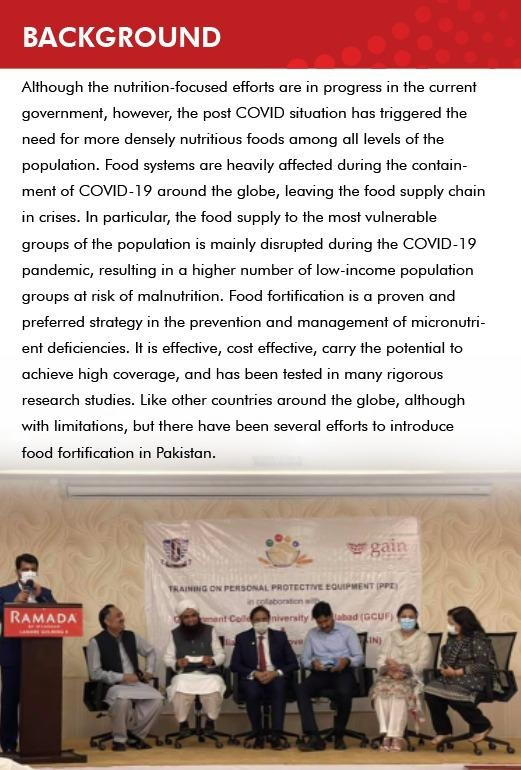 BACKGROUND
Although the nutrition-focused efforts are in progress in the current
government, however, the post COVID situation has triggered the
need for more densely nutritious foods among all levels of the
population. Food systems are heavily affected during the contain-
ment of COVID-19 around the globe, leaving the food supply chain
in crises. In particular, the food supply to the most vulnerable
groups of the population is mainly disrupted during the COVID-19
pandemic, resulting in a higher number of low-income population
groups at risk of malnutrition. Food fortification is a proven and
preferred strategy in the prevention and management of micronutri-
ent deficiencies. It is effective, cost effective, carry the potential to
achieve high coverage, and has been tested in many rigorous
research studies. Like other countries around the globe, although
with limitations, but there have been several efforts to introduce
food fortification in Pakistan.
gain
TRAINING ON PERSONAL PROTECTIVE EQUIPMENT (PPE)
in collaboration with
College University (GCUF)
RAMADA
BY WYNDHAM
LAHORE GULBERG II